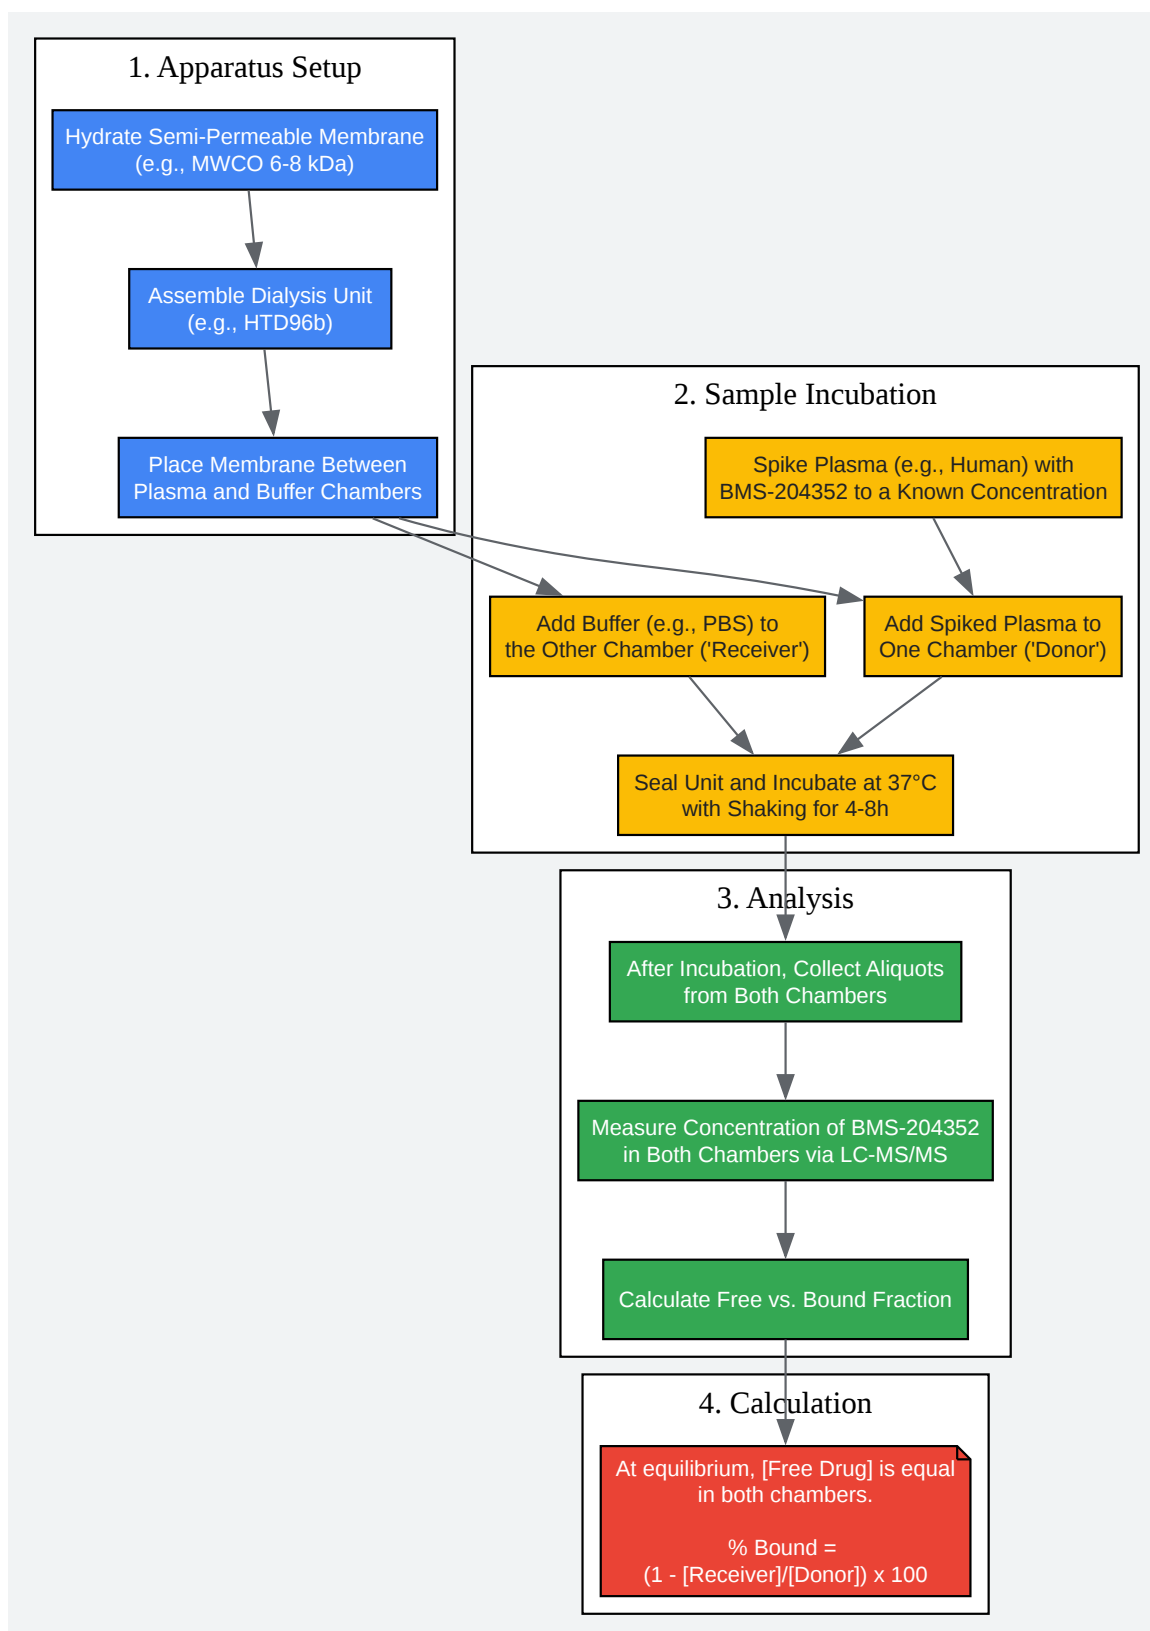 1. Apparatus Setup
Hydrate Semi-Permeable Membrane
(e.g., MWCO 6-8 kDa)
Assemble Dialysis Unit
(e.g., HTD96b)
Place Membrane Between
Plasma and Buffer Chambers
2. Sample Incubation
Spike Plasma (e.g., Human) with
BMS-204352 to a Known Concentration
Add Buffer (e.g., PBS) to
the Other Chamber ('Receiver')
Add Spiked Plasma to
One Chamber ('Donor')
Seal Unit and Incubate at 37°C
with Shaking for 4-8h
3. Analysis
After Incubation, Collect Aliquots
from Both Chambers
Measure Concentration of BMS-204352
in Both Chambers via LC-MS/MS
Calculate Free vs. Bound Fraction
4. Calculation
At equilibrium, [Free Drug] is equal
in both chambers.
% Bound =
(1 - [Receiver]/[Donor]) x 100